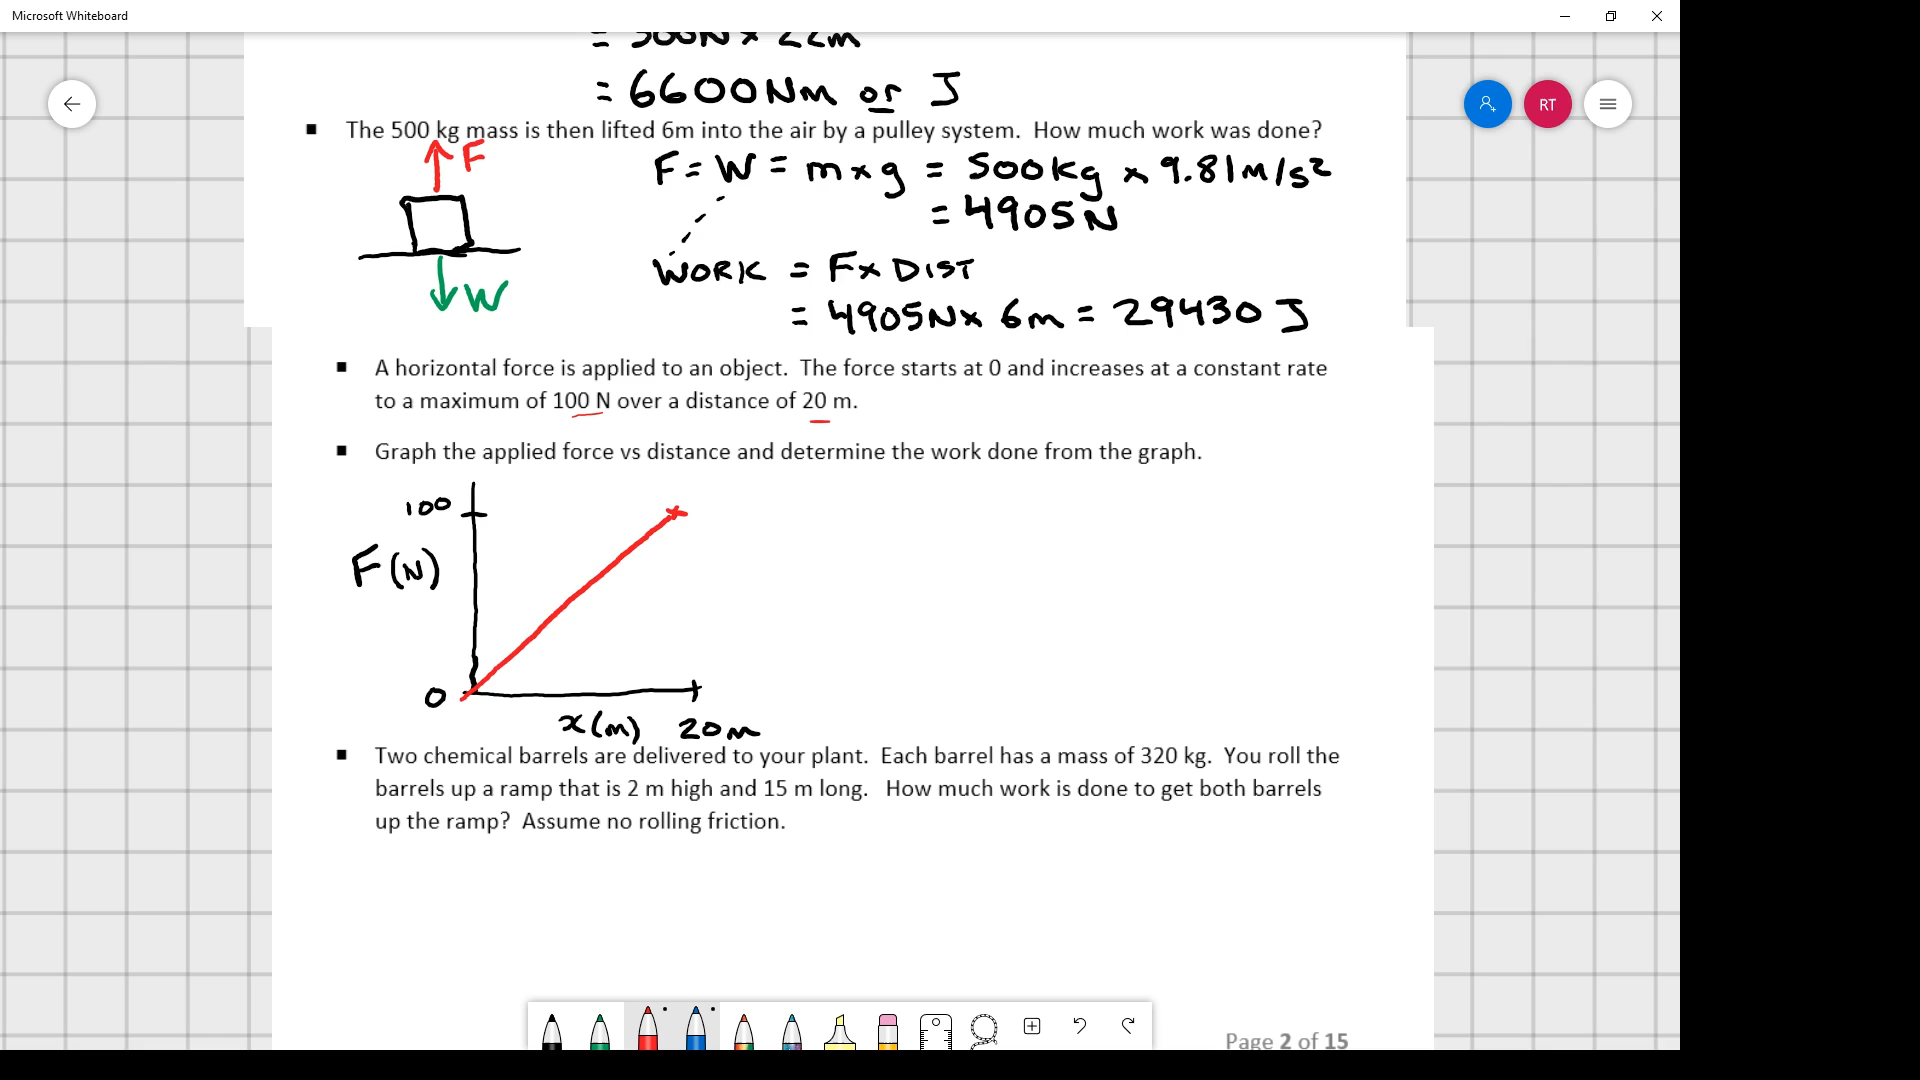 Microsoft Whiteboard
= 300N x 22m
= 6600Nm or J
RT
▪ The 500 kg mass is then lifted 6m into the air by a pulley system. How much work was done?
F
F = W = m x g = 500kg x 9.81m/s²
= 4905N
WORK = F x DIST
W
= 4905N x 6m = 29430 J
▪ A horizontal force is applied to an object. The force starts at 0 and increases at a constant rate
to a maximum of 100 N over a distance of 20 m.
▪ Graph the applied force vs distance and determine the work done from the graph.
100
F(N)
0
x(m) 20m
▪ Two chemical barrels are delivered to your plant. Each barrel has a mass of 320 kg. You roll the
barrels up a ramp that is 2 m high and 15 m long. How much work is done to get both barrels
up the ramp? Assume no rolling friction.
Page 2 of 15